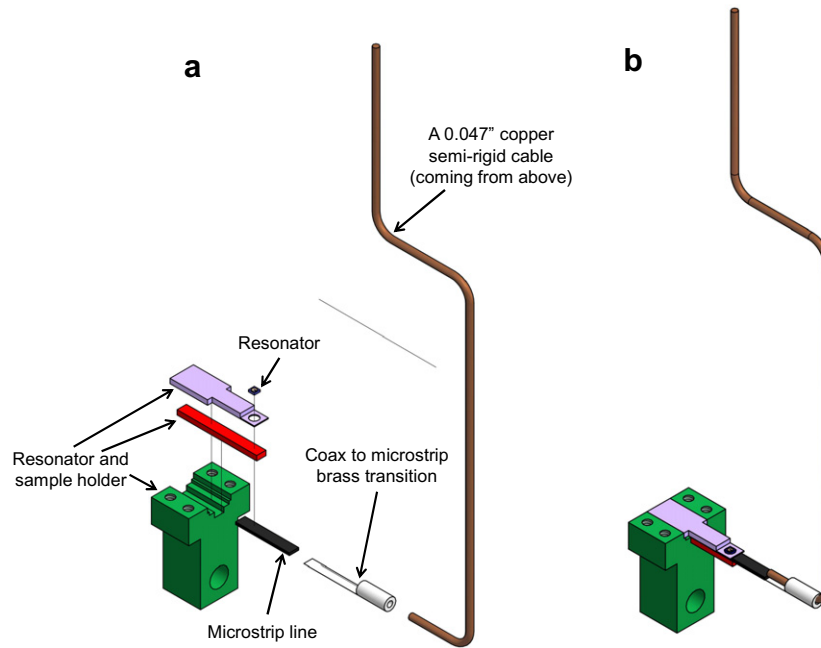 a
b
A 0.047” copper
semi-rigid cable
(coming from above)
Resonator
Resonator and
sample holder
Coax to microstrip
brass transition
Microstrip line